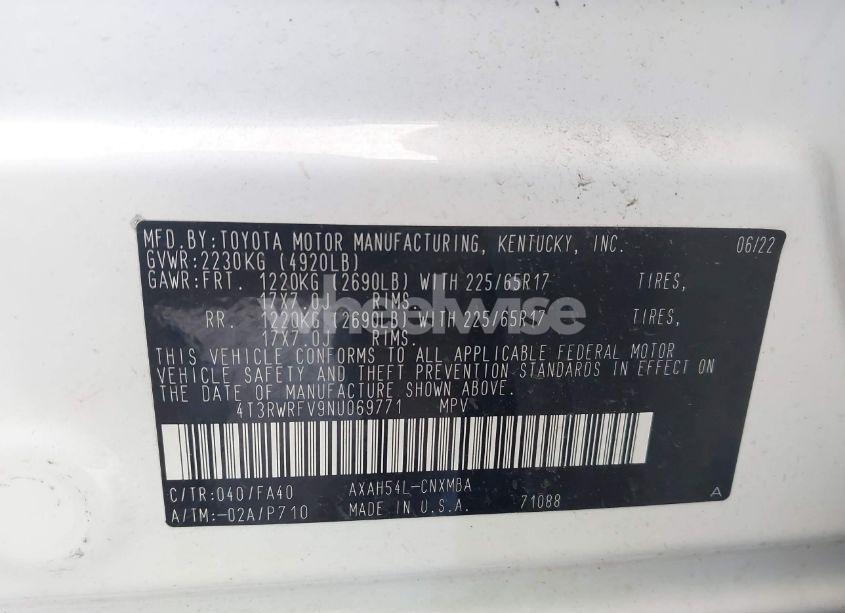 MFD.BY:TOYOTA MOTOR MANUFACTURING, KENTUCKY, INC. 06/22
GVWR:2230KG (4920LB)
GAWR:FRT. 1220KG (2690LB) WITH 225/65R17 TIRES,
17X7.0J RIMS.
wheelwise
RR. 1220KG (2690LB) WITH 225/65R17 TIRES,
17X7.0J RIMS.
THIS VEHICLE CONFORMS TO ALL APPLICABLE FEDERAL MOTOR
VEHICLE SAFETY AND THEFT PREVENTION STANDARDS IN EFFECT ON
THE DATE OF MANUFACTURE SHOWN ABOVE.
4T3RWRFV9NU069771 MPV
C/TR:040/FA40 AXAH54L-CNXMBA
A/TM:-02A/P710 MADE IN U.S.A. 71088 A